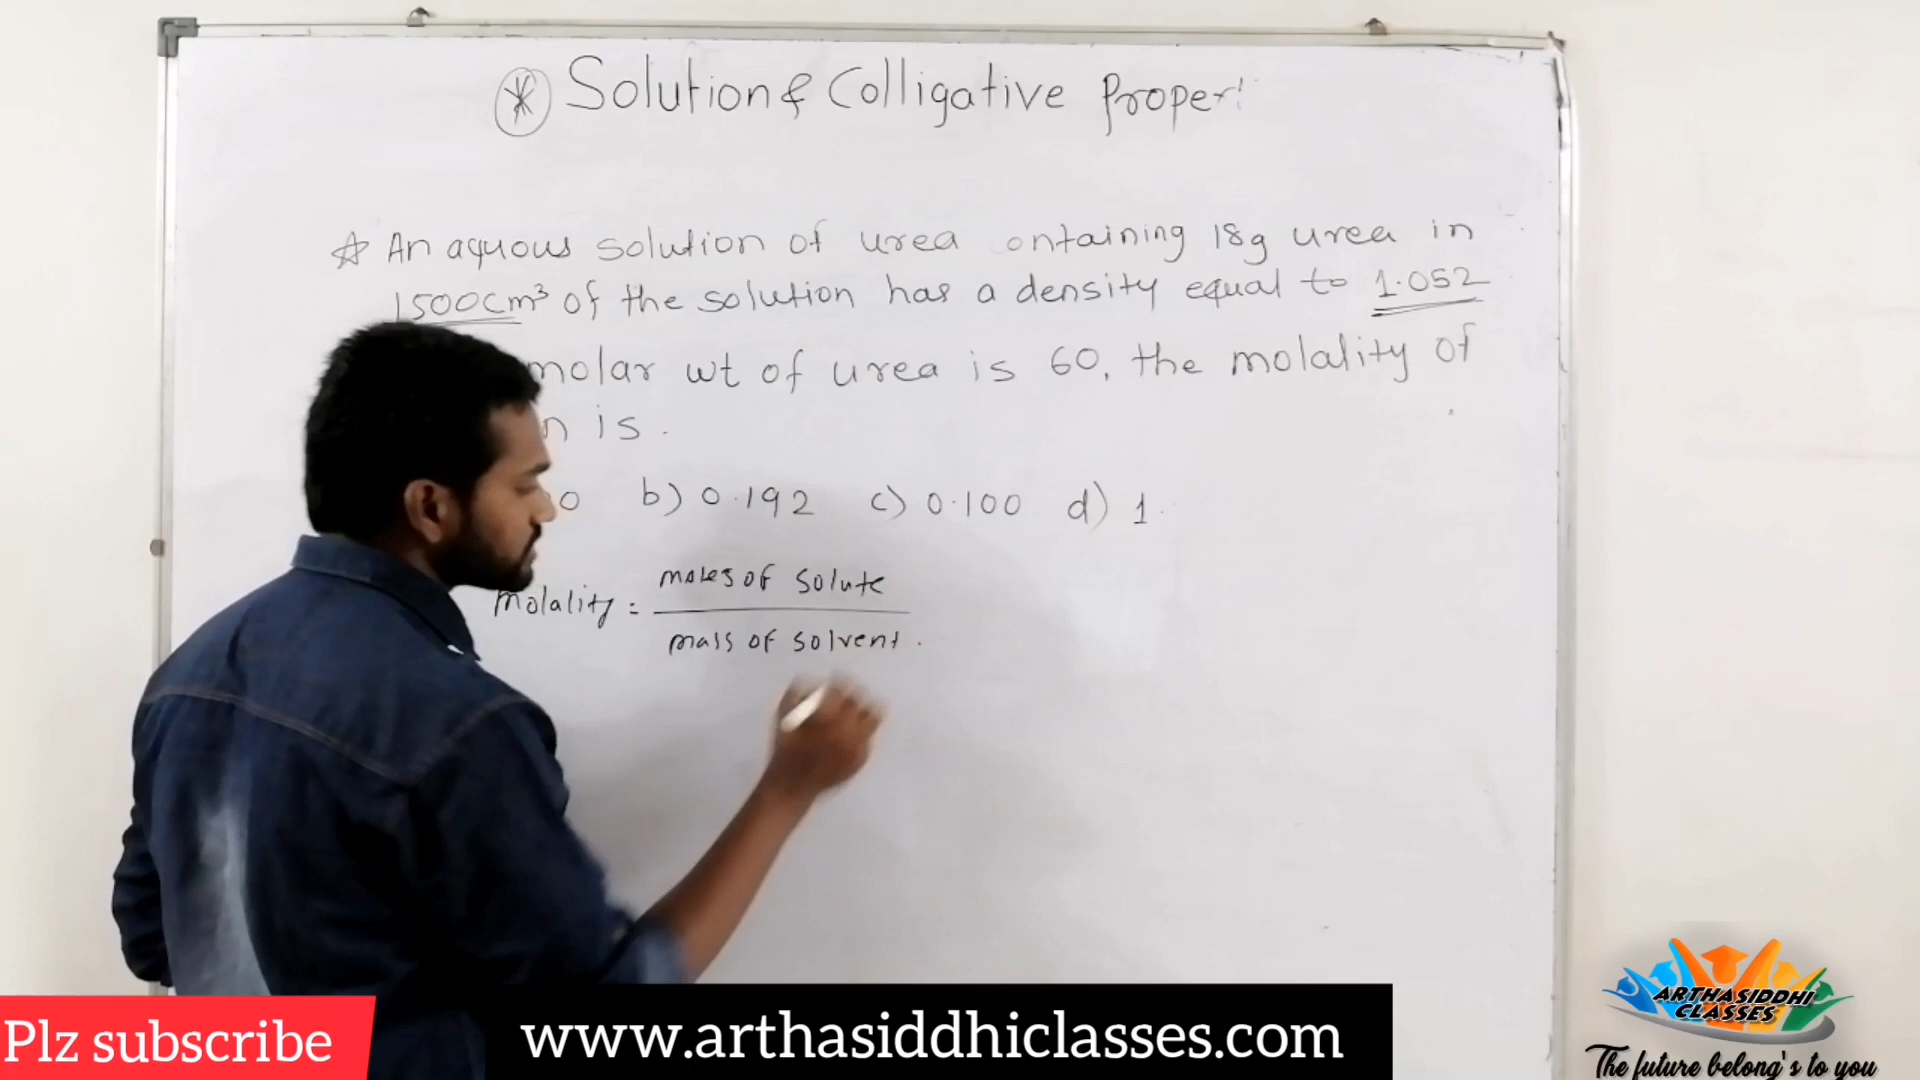 Solution & Colligative Proper
An aquous solution of urea ontaining 18g urea in
1500cm³ of the solution has a density equal to 1.052
molar wt of urea is 60, the molality of
n is .
0 b) 0.192 c) 0.100 d) 1.
molality = moles of solute
mass of solvent.
Plz subscribe
www.arthasiddhiclasses.com
ARTHASIDDHI
CLASSES
The future belong's to you